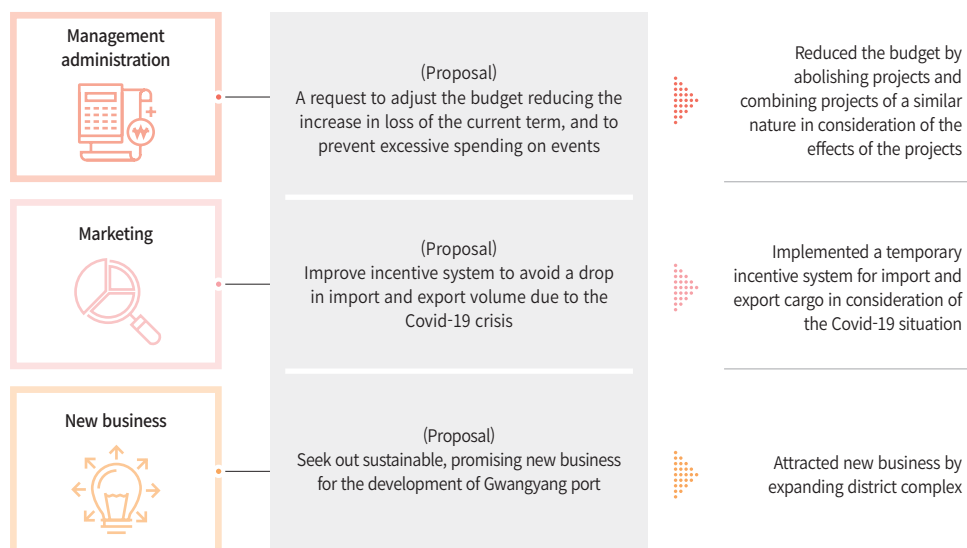 Management
administration
(Proposal)
A request to adjust the budget reducing the
increase in loss of the current term, and to
prevent excessive spending on events
Reduced the budget by
abolishing projects and
combining projects of a similar
nature in consideration of the
effects of the projects
Marketing
(Proposal)
Improve incentive system to avoid a drop
in import and export volume due to the
Covid-19 crisis
Implemented a temporary
incentive system for import and
export cargo in consideration of
the Covid-19 situation
New business
(Proposal)
Seek out sustainable, promising new business
for the development of Gwangyang port
Attracted new business by
expanding district complex